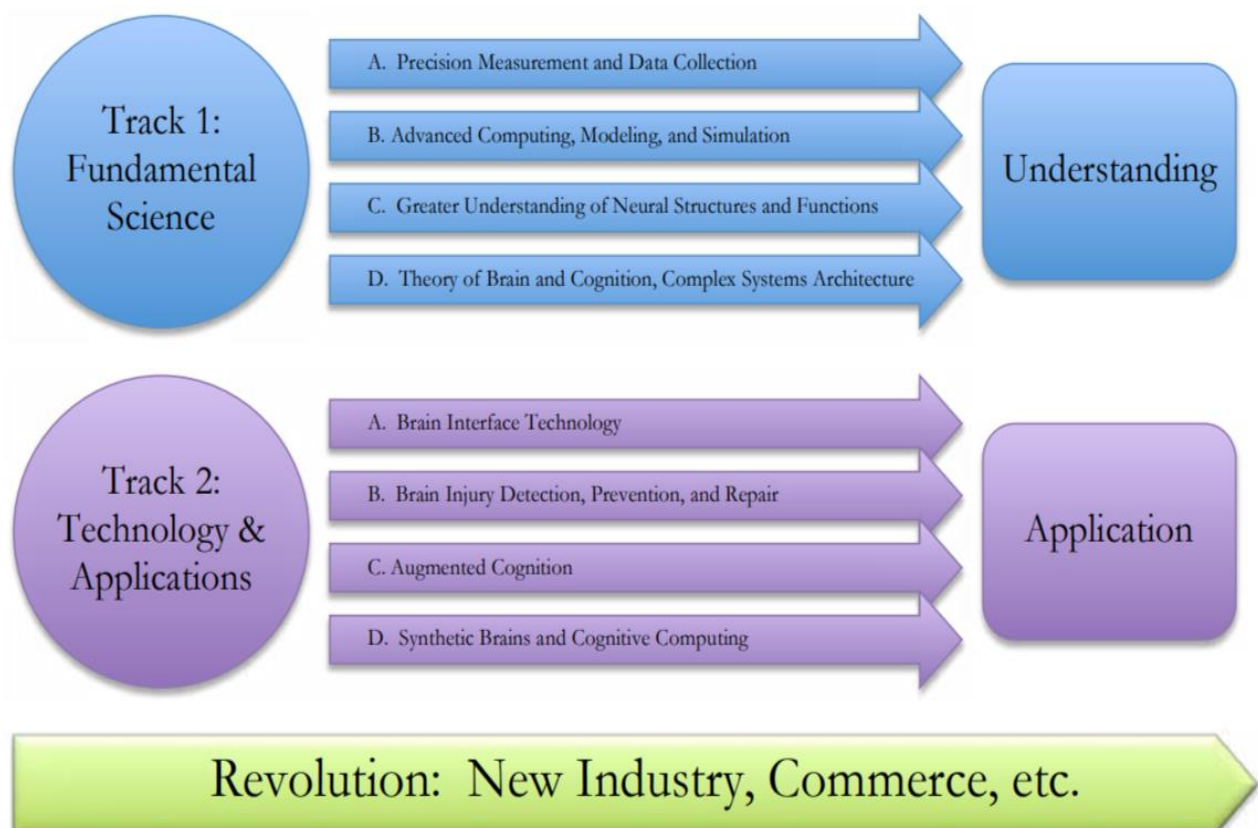 Track 1:
Fundamental
Science
A. Precision Measurement and Data Collection
B. Advanced Computing, Modeling, and Simulation
C. Greater Understanding of Neural Structures and Functions
D. Theory of Brain and Cognition, Complex Systems Architecture
Understanding
Track 2:
Technology &
Applications
A. Brain Interface Technology
B. Brain Injury Detection, Prevention, and Repair
C. Augmented Cognition
D. Synthetic Brains and Cognitive Computing
Application
Revolution: New Industry, Commerce, etc.